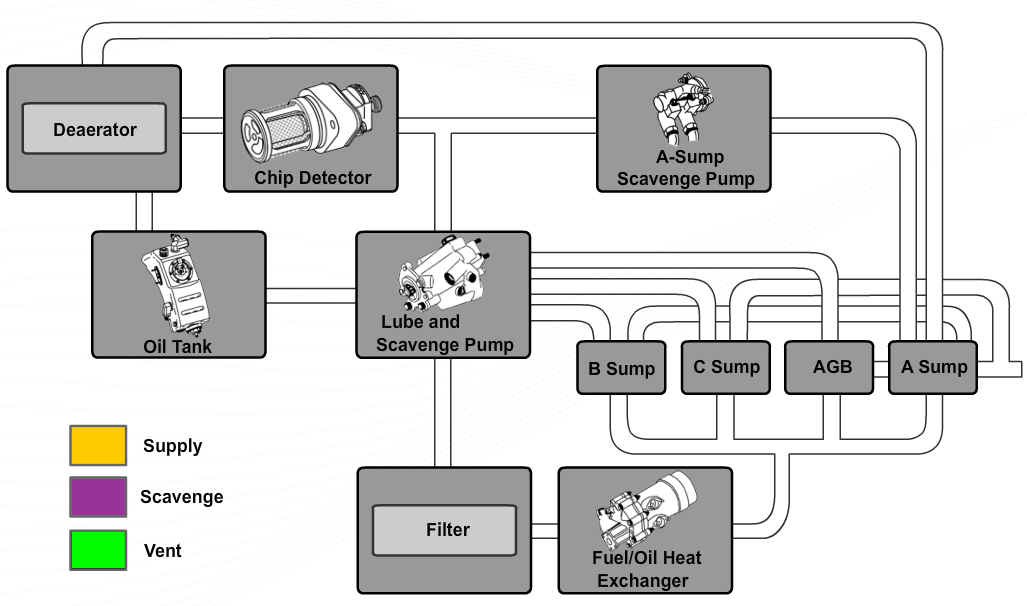 Deaerator
Chip Detector
A-Sump
Scavenge Pump
Oil Tank
Lube and
Scavenge Pump
B Sump
C Sump
AGB
A Sump
Supply
Scavenge
Vent
Filter
Fuel/Oil Heat
Exchanger